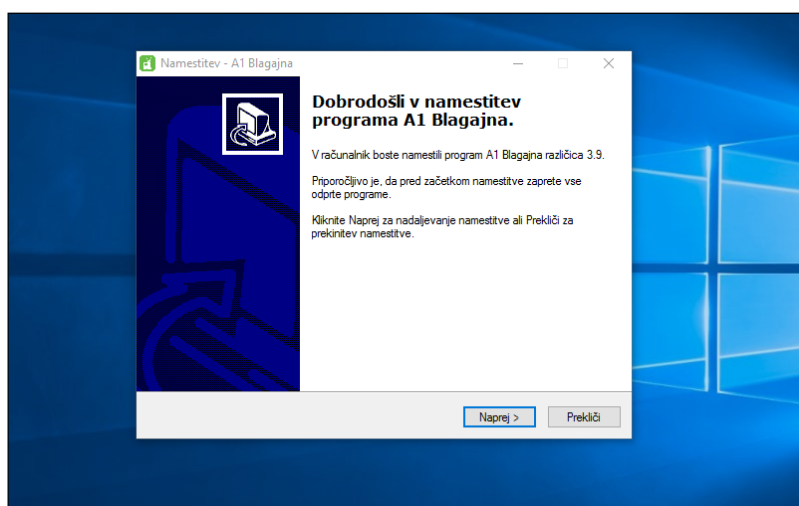 Namestitev - A1 Blagajna
Dobrodošli v namestitev
programa A1 Blagajna.
V računalnik boste namestili program A1 Blagajna različica 3.9.
Priporočljivo je, da pred začetkom namestitve zaprete vse
odprte programe.
Kliknite Naprej za nadaljevanje namestitve ali Prekliči za
prekinitev namestitve.
Naprej >
Prekliči